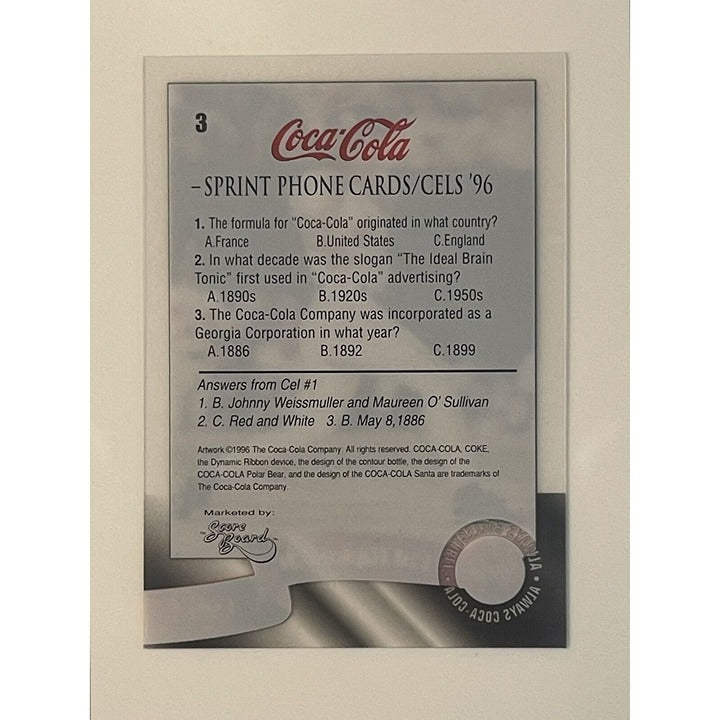 3
Coca-Cola
–SPRINT PHONE CARDS/CELS '96
1. The formula for "Coca-Cola" originated in what country?
A.France B.United States C.England
2. In what decade was the slogan "The Ideal Brain
Tonic" first used in "Coca-Cola" advertising?
A.1890s B.1920s C.1950s
3. The Coca-Cola Company was incorporated as a
Georgia Corporation in what year?
A.1886 B.1892 C.1899
Answers from Cel #1
1. B. Johnny Weissmuller and Maureen O' Sullivan
2. C. Red and White 3. B. May 8,1886
Artwork ©1996 The Coca-Cola Company. All rights reserved. COCA-COLA, COKE,
the Dynamic Ribbon device, the design of the contour bottle, the design of the
COCA-COLA Polar Bear, and the design of the COCA-COLA Santa are trademarks of
The Coca-Cola Company.
Marketed by:
Score
Board
ALWAYS COCA-COLA •